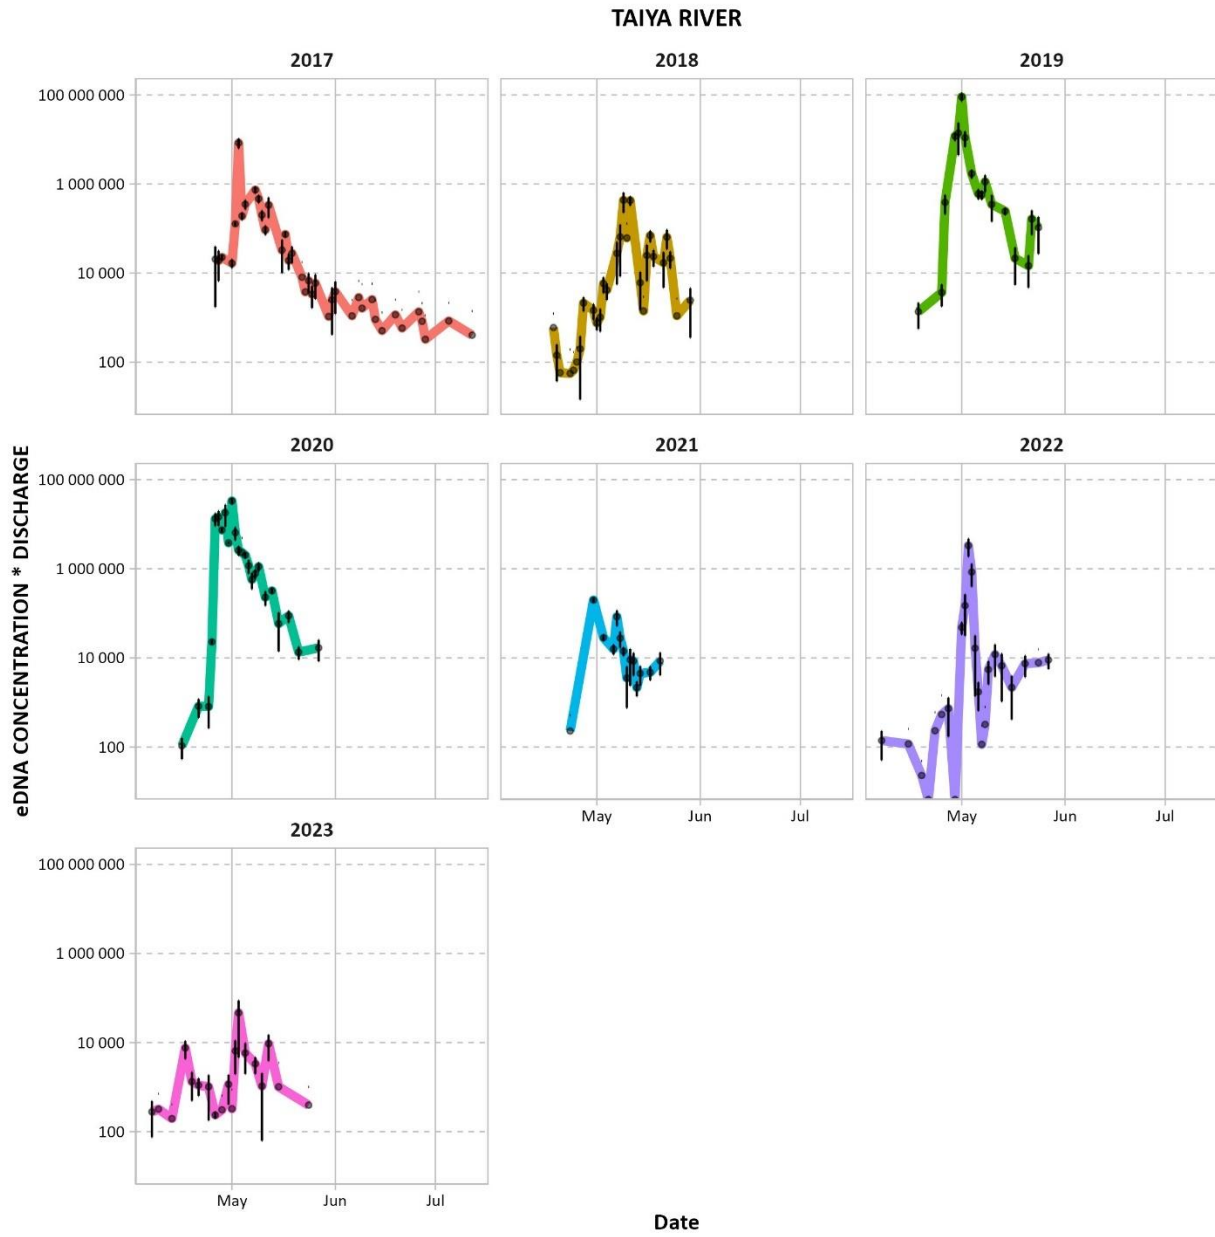 TAIYA RIVER
2017 2018 2019
100 000 000
1 000 000
10 000
100
2020 2021 2022
100 000 000
1 000 000
10 000
100
May Jun Jul May Jun Jul
2023
100 000 000
1 000 000
10 000
100
May Jun Jul
eDNA CONCENTRATION * DISCHARGE
Date